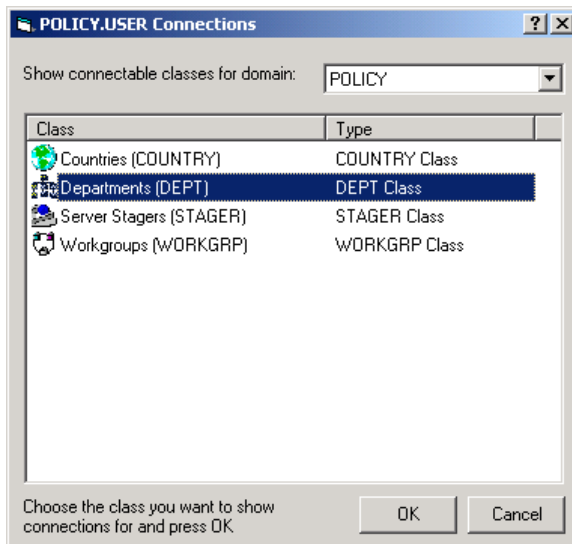 POLICY.USER Connections
Show connectable classes for domain: POLICY
Class Type
Countries (COUNTRY) COUNTRY Class
Departments (DEPT) DEPT Class
Server Stagers (STAGER) STAGER Class
Workgroups (WORKGRP) WORKGRP Class
Choose the class you want to show
connections for and press OK
OK Cancel